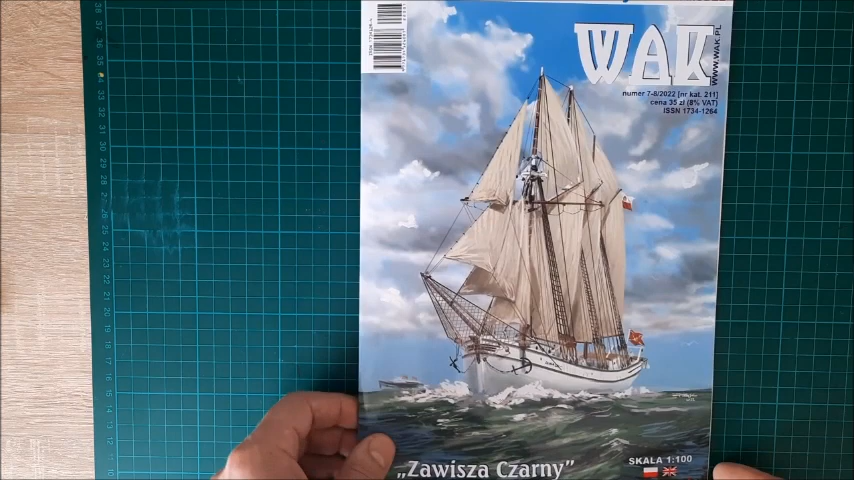 WAK
WWW.WAK.PL
numer 7-8/2022 [nr kat. 211]
cena 35 zł (8% VAT)
ISSN 1734-1264
„Zawisza Czarny”
SKALA 1:100